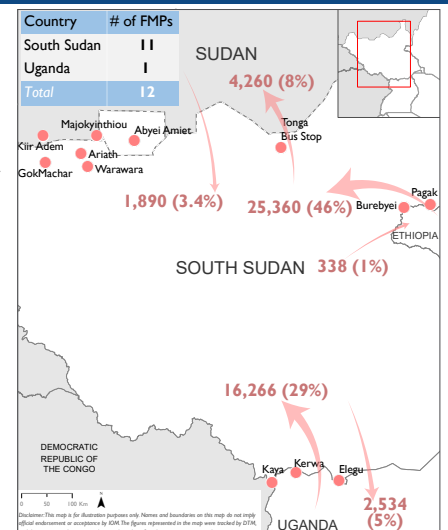 Country # of FMPs
South Sudan 11
Uganda 1
Total 12
SUDAN
4,260 (8%)
Tonga
Bus Stop
Majokyinthiou
Abyei Amiet
Kiir Adem
Ariath
GokMachar
Warawara
1,890 (3.4%)
25,360 (46%)
Pagak
Burebyei
ETHIOPIA
SOUTH SUDAN
338 (1%)
16,266 (29%)
DEMOCRATIC
REPUBLIC OF
THE CONGO
Kaya
Kerwa
Elegu
2,534
(5%)
0 50 100 Km
UGANDA
Disclaimer: This map is for illustration purposes only. Names and boundaries on this map do not imply
official endorsement or acceptance by IOM. The figures represented in the map were tracked by DTM.